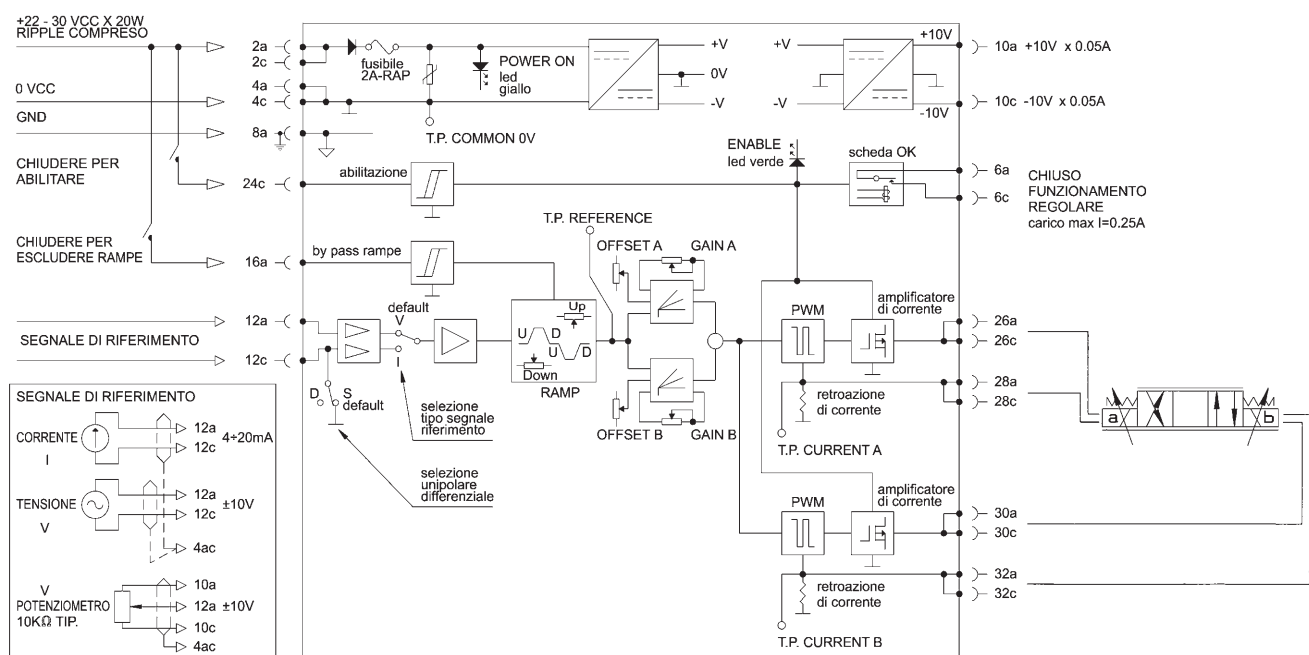 +22 - 30 VCC X 20W
RIPPLE COMPRESO
2a
2c
fusibile
2A-RAP
POWER ON
led
giallo
+V
0V
-V
+V
-V
+10V
-10V
10a +10V x 0.05A
10c -10V x 0.05A
0 VCC
4a
4c
GND
8a
T.P. COMMON 0V
CHIUDERE PER
ABILITARE
24c
abilitazione
ENABLE
led verde
scheda OK
6a
6c
CHIUSO
FUNZIONAMENTO
REGOLARE
carico max I=0.25A
CHIUDERE PER
ESCLUDERE RAMPE
16a
by pass rampe
T.P. REFERENCE
OFFSET A
GAIN A
12a
SEGNALE DI RIFERIMENTO
12c
default
V
I
D
S
default
Up
U
D
U
D
Down
RAMP
selezione
tipo segnale
riferimento
selezione
unipolare
differenziale
OFFSET B
GAIN B
PWM
amplificatore
di corrente
26a
26c
28a
28c
retroazione
di corrente
T.P. CURRENT A
a
b
PWM
amplificatore
di corrente
30a
30c
32a
32c
retroazione
di corrente
T.P. CURRENT B
SEGNALE DI RIFERIMENTO
CORRENTE
I
12a
12c
4÷20mA
TENSIONE
V
12a
12c
±10V
4ac
V
POTENZIOMETRO
10KΩ TIP.
10a
12a ±10V
10c
4ac